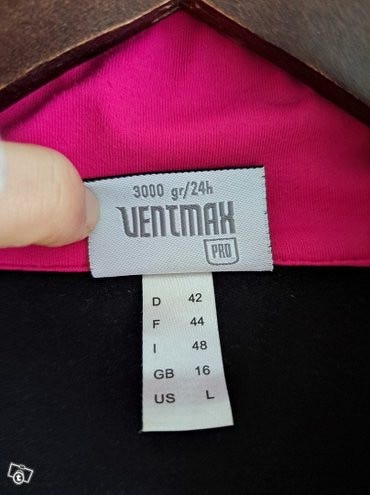 3000 gr/24h
VENTMAX
PRO
D 42
F 44
I 48
GB 16
US L